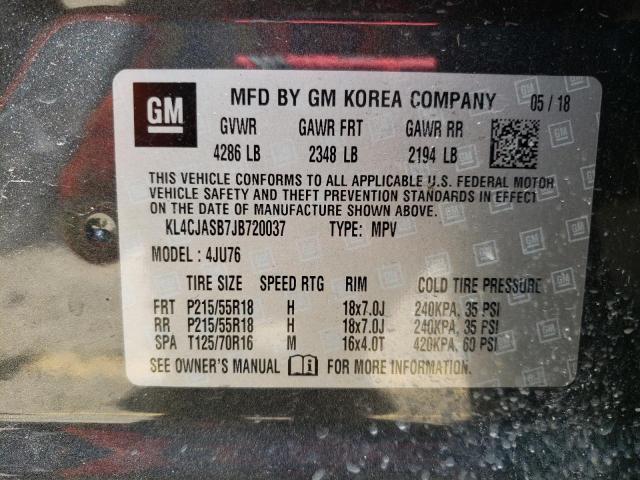 GM MFD BY GM KOREA COMPANY 05 / 18
GVWR GAWR FRT GAWR RR
4286 LB 2348 LB 2194 LB
THIS VEHICLE CONFORMS TO ALL APPLICABLE U.S. FEDERAL MOTOR
VEHICLE SAFETY AND THEFT PREVENTION STANDARDS IN EFFECT
ON THE DATE OF MANUFACTURE SHOWN ABOVE.
KL4CJASB7JB720037 TYPE: MPV
MODEL : 4JU76
TIRE SIZE SPEED RTG RIM COLD TIRE PRESSURE
FRT P215/55R18 H 18x7.0J 240KPA, 35 PSI
RR P215/55R18 H 18x7.0J 240KPA, 35 PSI
SPA T125/70R16 M 16x4.0T 420KPA, 60 PSI
SEE OWNER'S MANUAL FOR MORE INFORMATION.